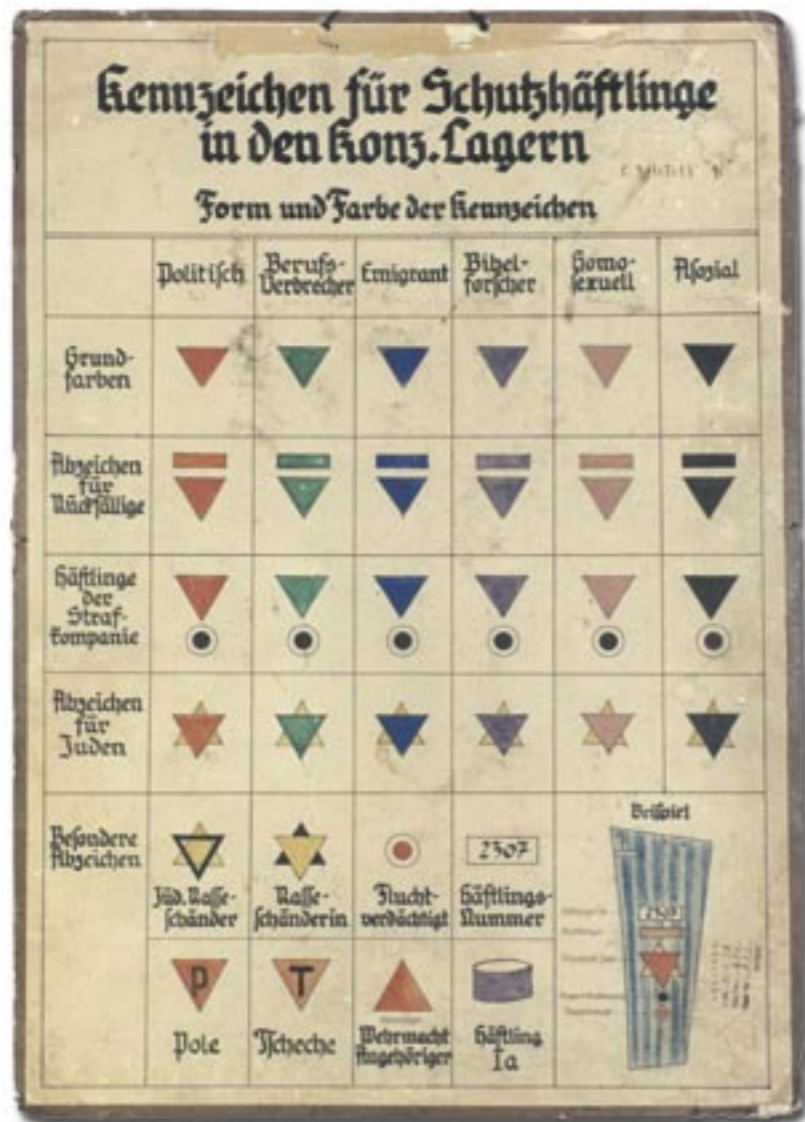 Kennzeichen für Schutzhäftlinge
in den Konz.Lagern
Form und Farbe der Kennzeichen
Politisch
Berufs-
Verbrecher
Emigrant
Bibel-
forscher
Homo-
sexuell
Asozial
Grund-
farben
Abzeichen
für
Rückfällige
Häftlinge
der
Straf-
kompanie
Abzeichen
für
Juden
Besondere
Abzeichen
Jüd. Rasse-
schänder
Rasse-
schänderin
Flucht-
verdächtigt
2307
Häftlings-
Nummer
Beispiel
2307
P
Pole
T
Tscheche
Wehrmacht
Angehöriger
Häftling
Ia